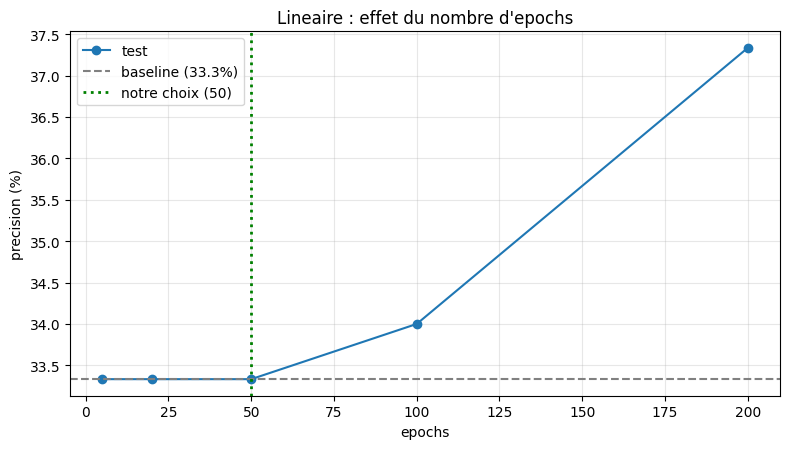 Lineaire : effet du nombre d'epochs
test
baseline (33.3%)
notre choix (50)
precision (%)
37.5
37.0
36.5
36.0
35.5
35.0
34.5
34.0
33.5
0 25 50 75 100 125 150 175 200
epochs